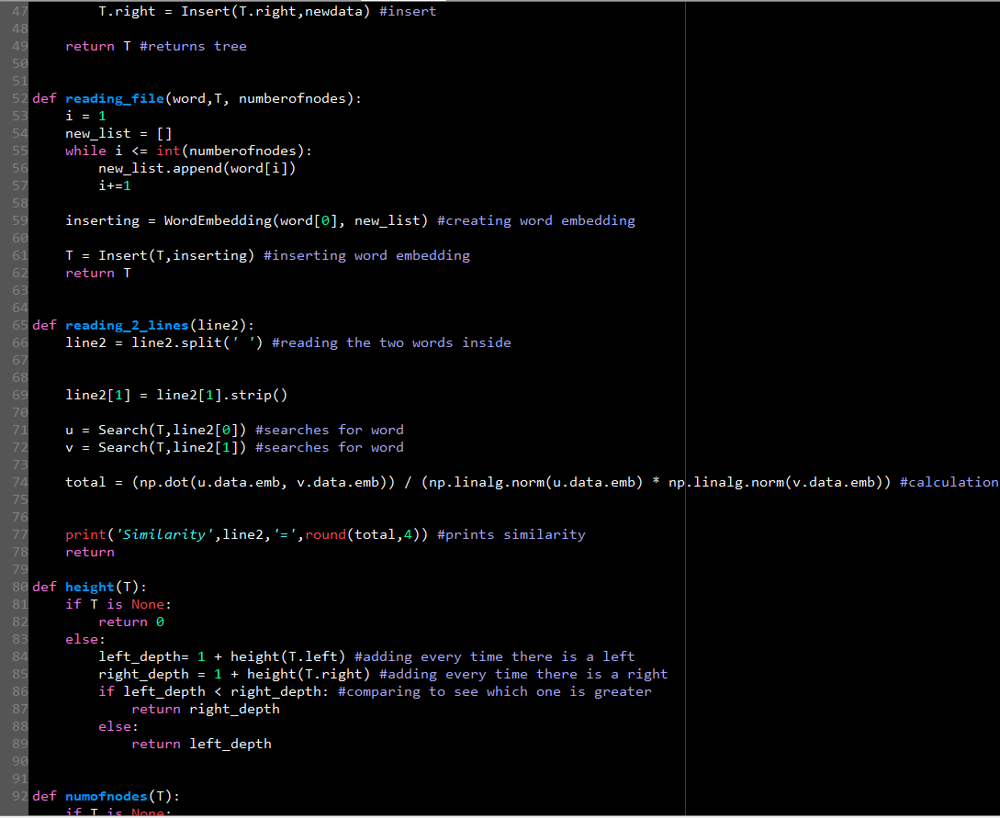 47 T.right = Insert(T.right,newdata) #insert
48
49 return T #returns tree
50
51
52 def reading_file(word,T, numberofnodes):
53 i = 1
54 new_list = []
55 while i <= int(numberofnodes):
56 new_list.append(word[i])
57 i+=1
58
59 inserting = WordEmbedding(word[0], new_list) #creating word embedding
60
61 T = Insert(T,inserting) #inserting word embedding
62 return T
63
64
65 def reading_2_lines(line2):
66 line2 = line2.split(' ') #reading the two words inside
67
68
69 line2[1] = line2[1].strip()
70
71 u = Search(T,line2[0]) #searches for word
72 v = Search(T,line2[1]) #searches for word
73
74 total = (np.dot(u.data.emb, v.data.emb)) / (np.linalg.norm(u.data.emb) * np.linalg.norm(v.data.emb)) #calculation
75
76
77 print('Similarity',line2,'=',round(total,4)) #prints similarity
78 return
79
80 def height(T):
81 if T is None:
82 return 0
83 else:
84 left_depth= 1 + height(T.left) #adding every time there is a left
85 right_depth = 1 + height(T.right) #adding every time there is a right
86 if left_depth < right_depth: #comparing to see which one is greater
87 return right_depth
88 else:
89 return left_depth
90
91
92 def numofnodes(T):
if T is None: